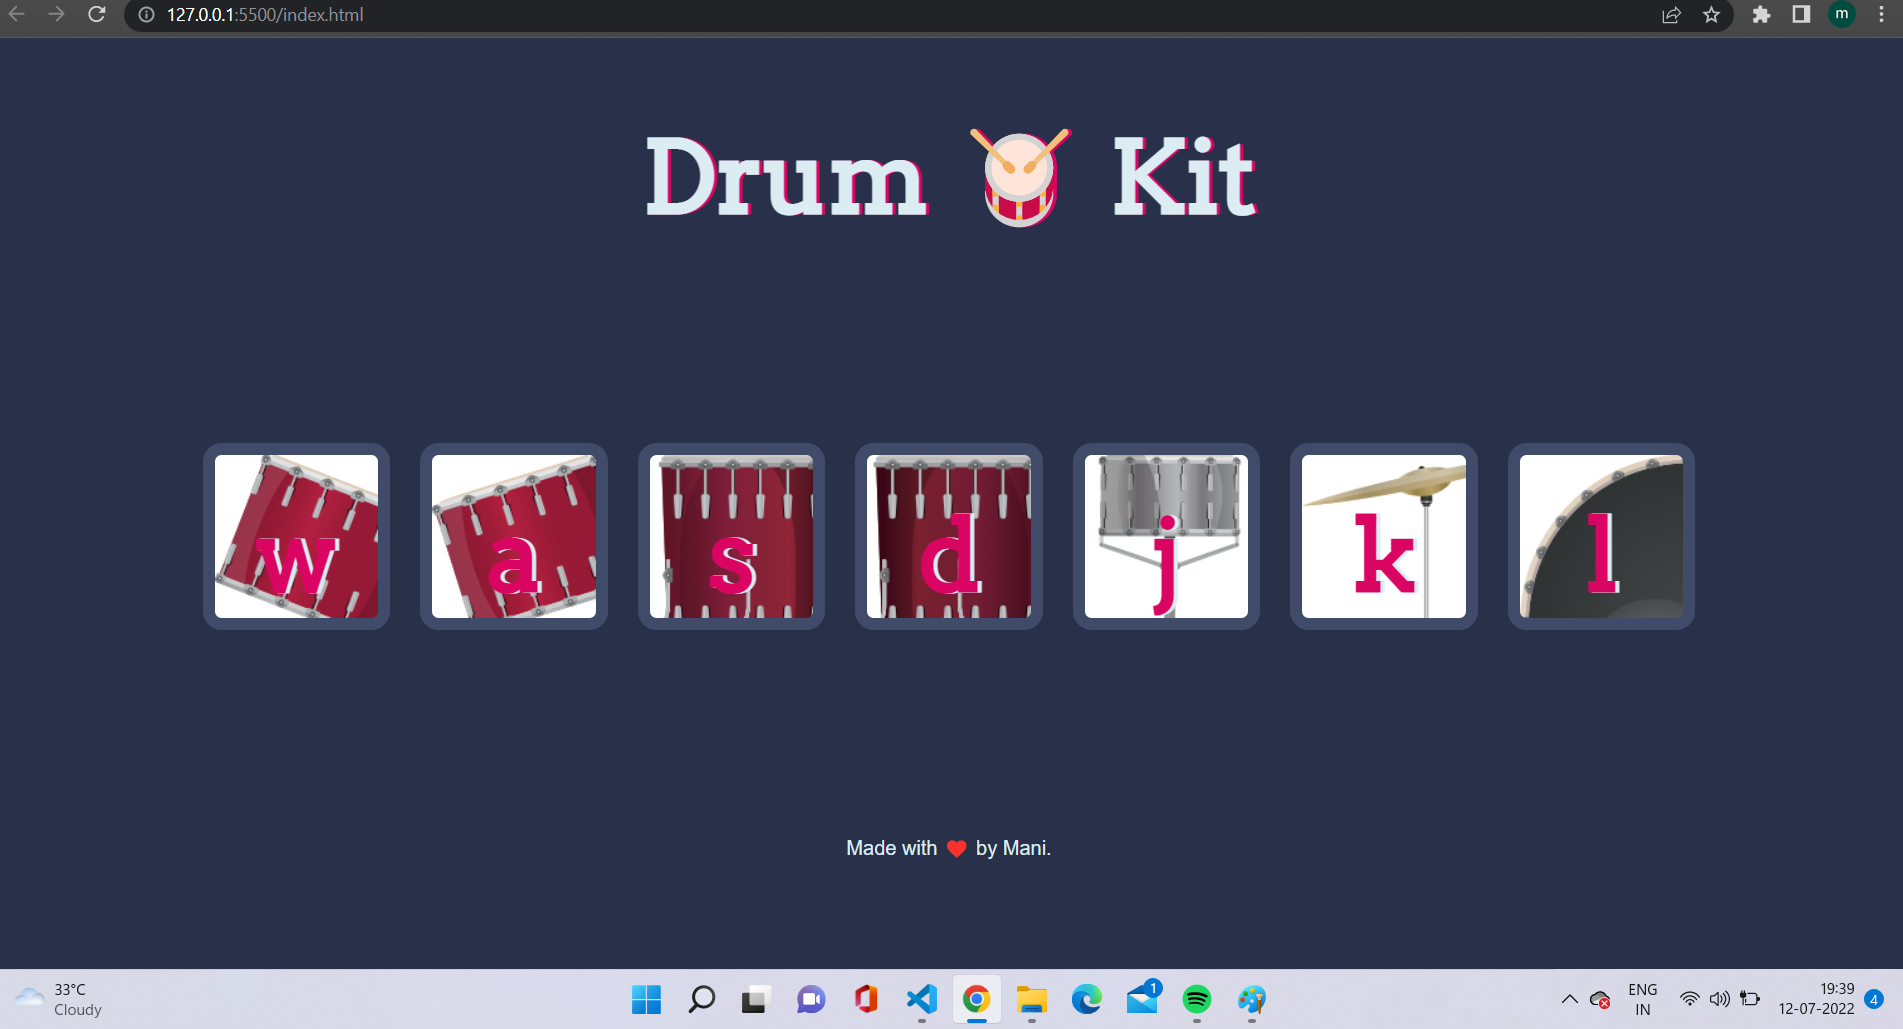 127.0.0.1:5500/index.html
m
Drum 🥁 Kit
w a s d j k l
Made with ❤️ by Mani.
33°C
Cloudy
1
ENG
IN
19:39
12-07-2022
4